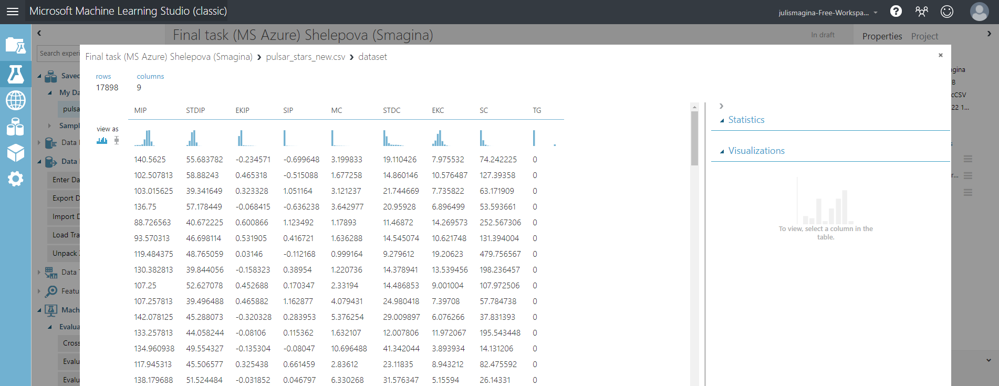 Microsoft Machine Learning Studio (classic)
julismagina-Free-Workspa...
Final task (MS Azure) Shelepova (Smagina)
In draft
Properties Project
Search experi
Final task (MS Azure) Shelepova (Smagina) > pulsar_stars_new.csv > dataset
rows columns
17898 9
Saved
My Da
pulsa
Sampl
Data
Data
Enter Da
Export D
Import D
Load Tra
Unpack
Data
Featu
Mach
Evalua
Cross
Evalu
Evalu
MIP STDIP EKIP SIP MC STDC EKC SC TG
view as
140.5625 55.683782 -0.234571 -0.699648 3.199833 19.110426 7.975532 74.242225 0
102.507813 58.88243 0.465318 -0.515088 1.677258 14.860146 10.576487 127.39358 0
103.015625 39.341649 0.323328 1.051164 3.121237 21.744669 7.735822 63.171909 0
136.75 57.178449 -0.068415 -0.636238 3.642977 20.95928 6.896499 53.593661 0
88.726563 40.672225 0.600866 1.123492 1.17893 11.46872 14.269573 252.567306 0
93.570313 46.698114 0.531905 0.416721 1.636288 14.545074 10.621748 131.394004 0
119.484375 48.765059 0.03146 -0.112168 0.999164 9.279612 19.20623 479.756567 0
130.382813 39.844056 -0.158323 0.38954 1.220736 14.378941 13.539456 198.236457 0
107.25 52.627078 0.452688 0.170347 2.33194 14.486853 9.001004 107.972506 0
107.257813 39.496488 0.465882 1.162877 4.079431 24.980418 7.39708 57.784738 0
142.078125 45.288073 -0.320328 0.283953 5.376254 29.009897 6.076266 37.831393 0
133.257813 44.058244 -0.08106 0.115362 1.632107 12.007806 11.972067 195.543448 0
134.960938 49.554327 -0.135304 -0.08047 10.696488 41.342044 3.893934 14.131206 0
117.945313 45.506577 0.325438 0.661459 2.83612 23.11835 8.943212 82.475592 0
138.179688 51.524484 -0.031852 0.046797 6.330268 31.576347 5.15594 26.14331 0
Statistics
Visualizations
To view, select a column in the
table.
gina
B
cCSV
22 1...
r...